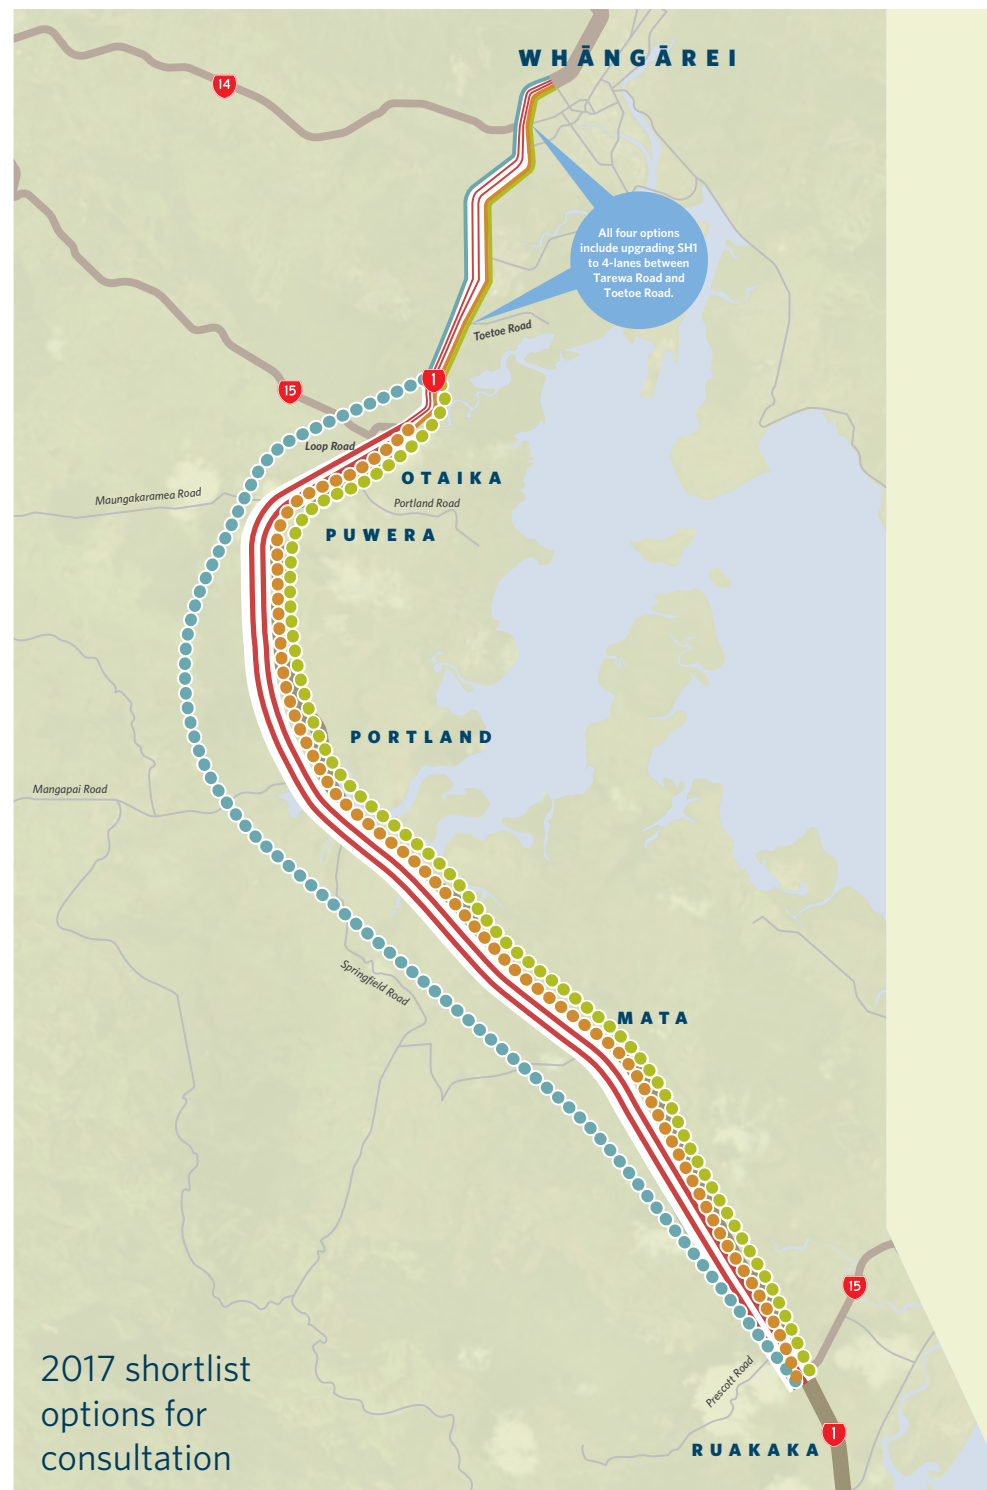 WHĀNGĀREI
14
All four options
include upgrading SH1
to 4-lanes between
Tarewa Road and
Toetoe Road.
Toetoe Road
1
15
Loop Road
OTAIKA
Maungakaramea Road
Portland Road
PUWERA
PORTLAND
Mangapai Road
Springfield Road
MATA
15
2017 shortlist
options for
consultation
Prescott Road
1
RUAKAKA